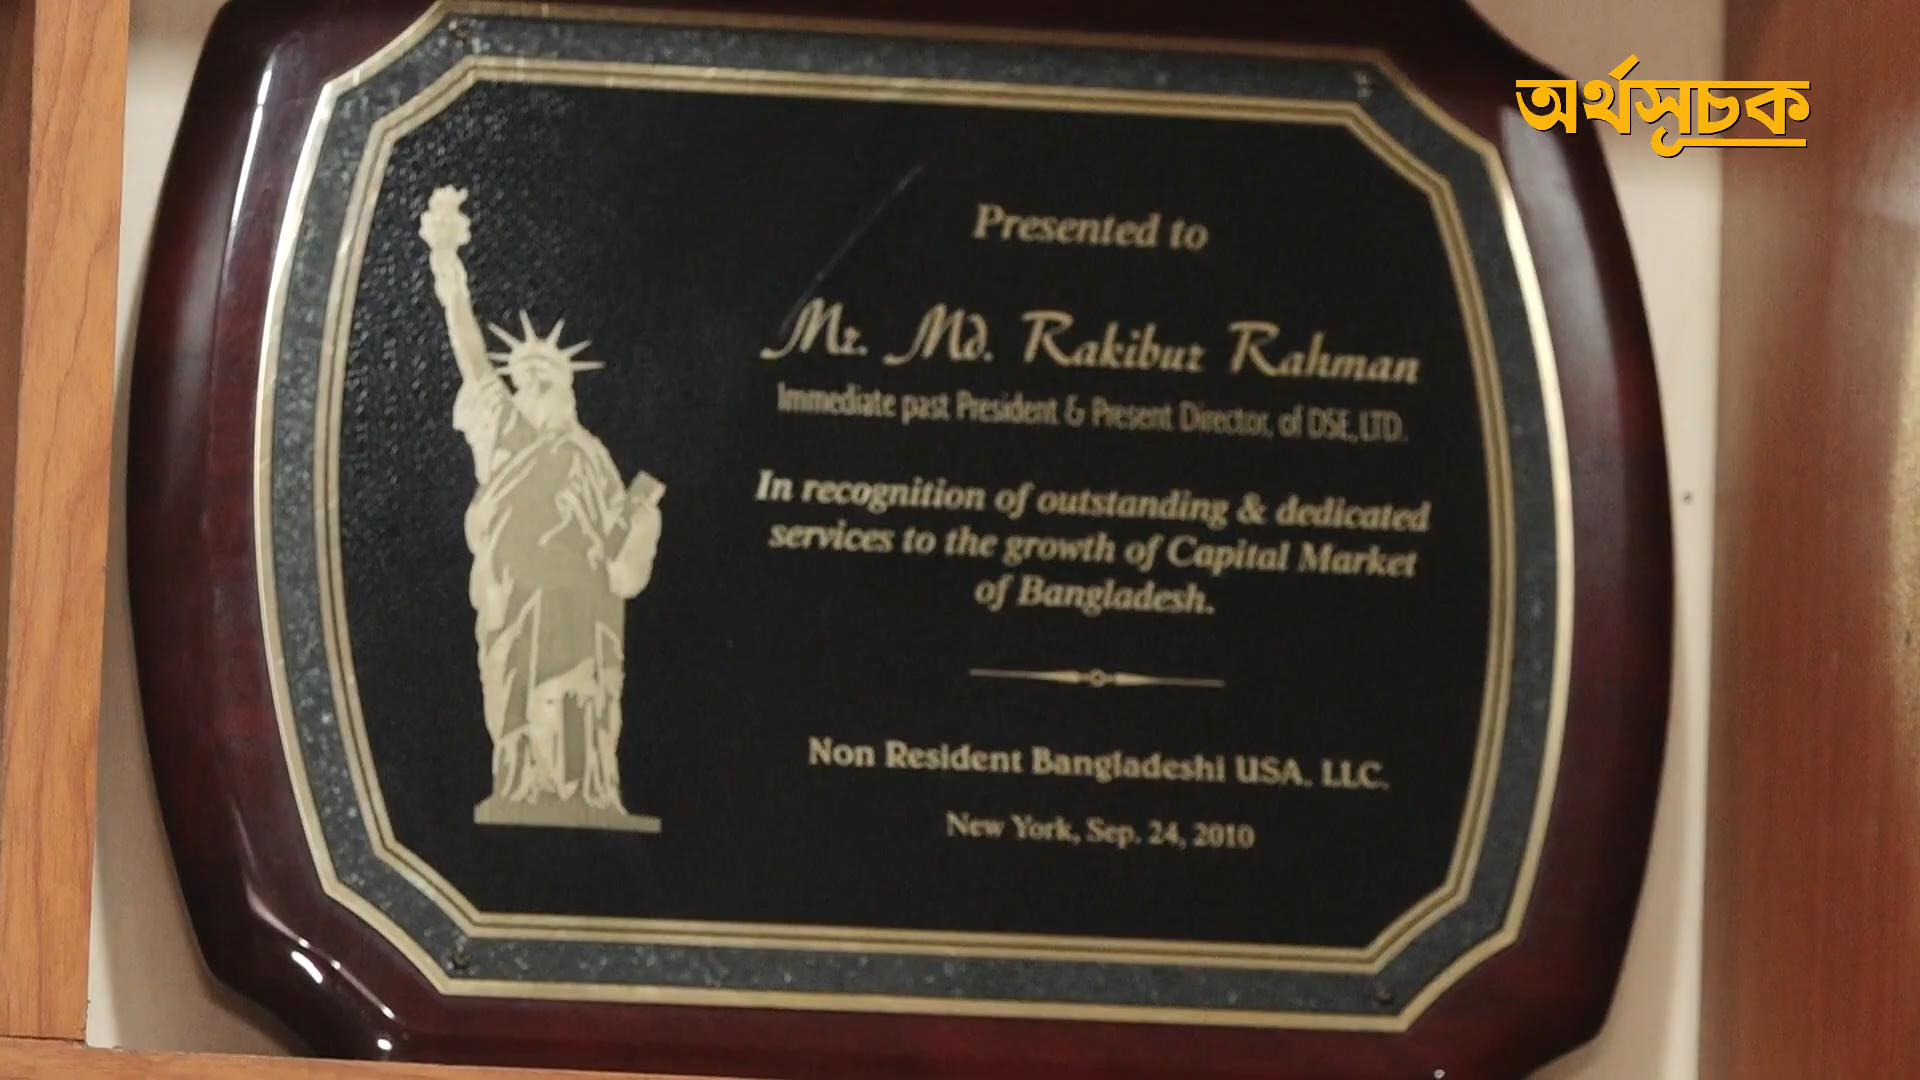 অর্থসূচক
Presented to
Mr. Md. Rakibur Rahman
Immediate past President & Present Director, of DSE, LTD.
In recognition of outstanding & dedicated
services to the growth of Capital Market
of Bangladesh.
Non Resident Bangladeshi USA. LLC.
New York, Sep. 24, 2010